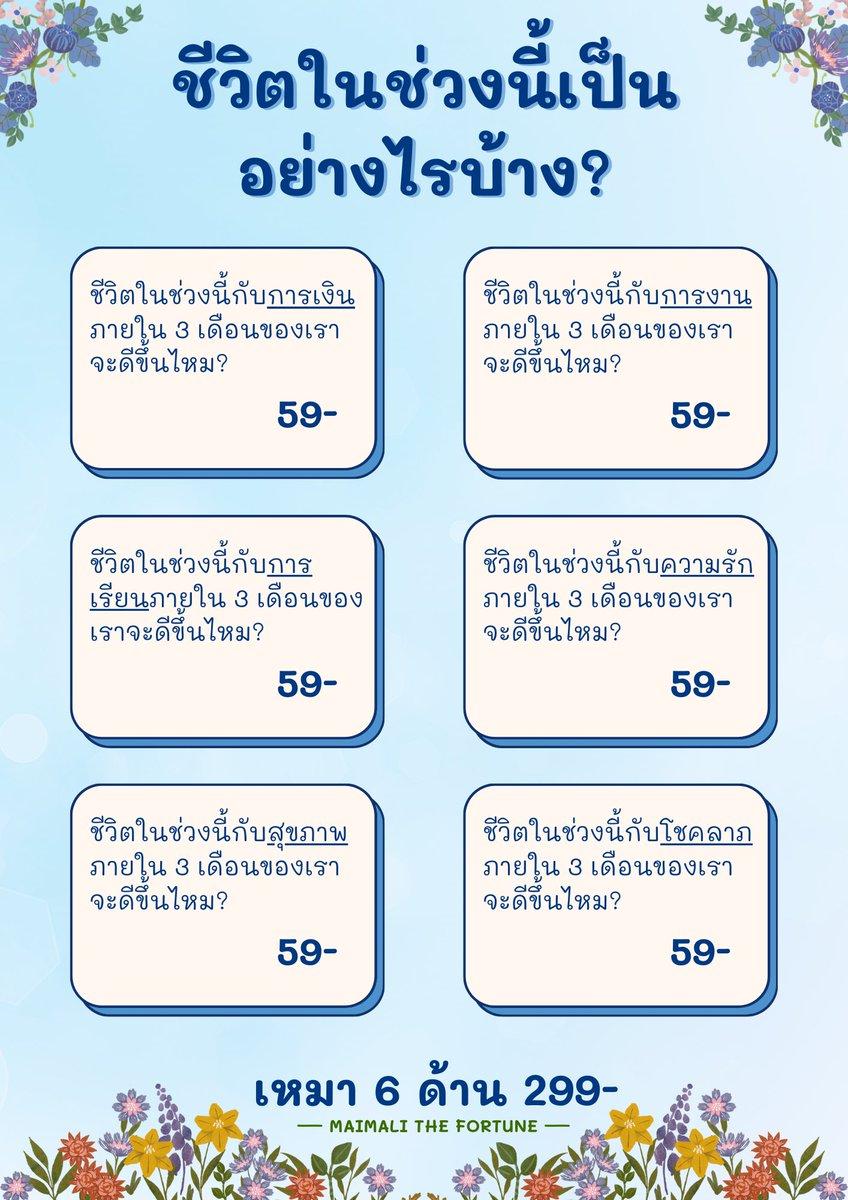 ชีวิตในช่วงนี้เป็น
อย่างไรบ้าง?
ชีวิตในช่วงนี้กับการเงิน
ภายใน 3 เดือนของเรา
จะดีขึ้นไหม?
59-
ชีวิตในช่วงนี้กับการงาน
ภายใน 3 เดือนของเรา
จะดีขึ้นไหม?
59-
ชีวิตในช่วงนี้กับการ
เรียนภายใน 3 เดือนของ
เราจะดีขึ้นไหม?
59-
ชีวิตในช่วงนี้กับความรัก
ภายใน 3 เดือนของเรา
จะดีขึ้นไหม?
59-
ชีวิตในช่วงนี้กับสุขภาพ
ภายใน 3 เดือนของเรา
จะดีขึ้นไหม?
59-
ชีวิตในช่วงนี้กับโชคลาภ
ภายใน 3 เดือนของเรา
จะดีขึ้นไหม?
59-
เหมา 6 ด้าน 299-
MAIMALI THE FORTUNE